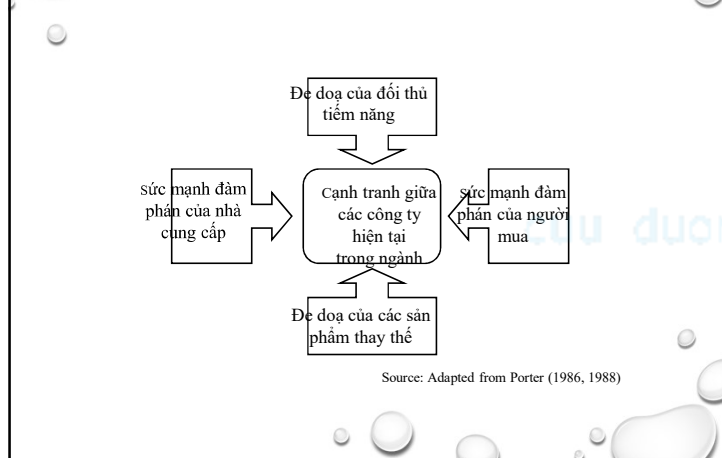 Đe doạ của đối thủ
tiếm năng
sức mạnh đàm
phán của nhà
cung cấp
Cạnh tranh giữa
các công ty
hiện tại
trong ngành
sức mạnh đàm
phán của người
mua
Đe doạ của các sản
phẩm thay thế
Source: Adapted from Porter (1986, 1988)